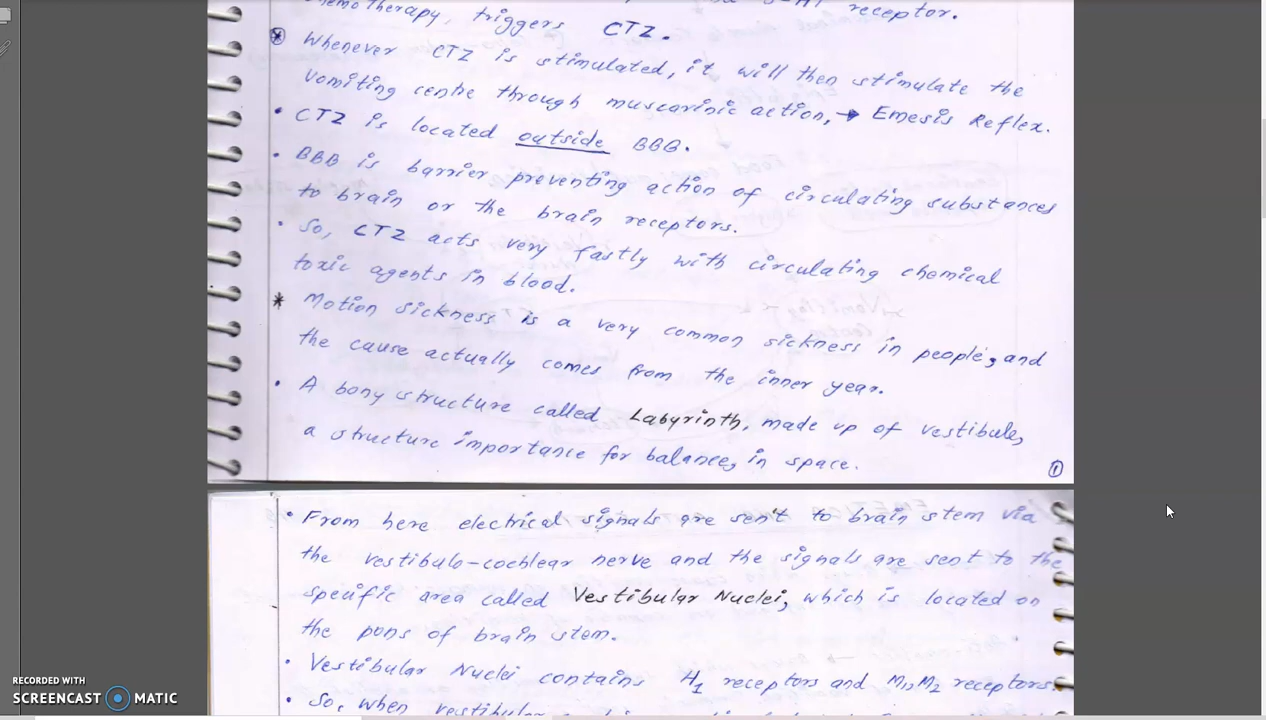 chemotherapy, triggers CTZ. receptor.
Whenever CTZ is stimulated, it will then stimulate the
vomiting centre through muscarinic action, → Emesis Reflex.
• CTZ is located outside BBB.
• BBB is barrier preventing action of circulating substances
to brain or the brain receptors.
• So, CTZ acts very fastly with circulating chemical
toxic agents in blood.
* Motion sickness is a very common sickness in people, and
the cause actually comes from the inner year.
• A bony structure called Labyrinth, made up of vestibule,
a structure importance for balance, in space.
1
• From here electrical signals are sen't to brain stem via
the vestibulo-cochlear nerve and the signals are sent to the
specific area called Vestibular Nuclei, which is located on
the pons of brain stem.
• Vestibular Nuclei contains H1 receptors and M1, M2 receptors.
• So, when
RECORDED WITH
SCREENCAST MATIC